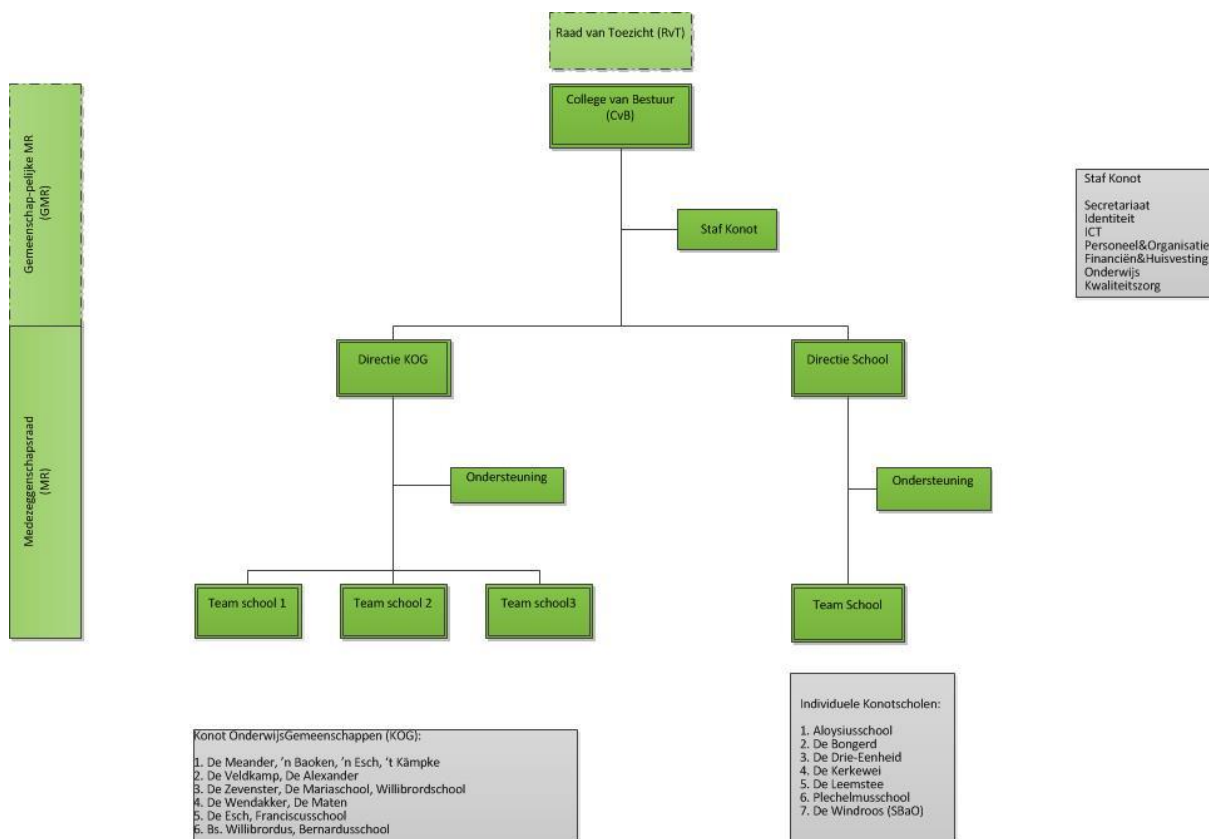 Raad van Toezicht (RvT)
College van Bestuur
(CvB)
Gemeenschap-pelijke MR
(GMR)
Staf Konot
Staf Konot
Secretariaat
Identiteit
ICT
Personeel&Organisatie
Financiën&Huisvesting
Onderwijs
Kwaliteitszorg
Medezeggenschapsraad
(MR)
Directie KOG
Directie School
Ondersteuning
Ondersteuning
Team school 1
Team school 2
Team school3
Team School
Konot OnderwijsGemeenschappen (KOG):
1. De Meander, ’n Baoken, ’n Esch, ‘t Kämpke
2. De Veldkamp, De Alexander
3. De Zevenster, De Mariaschool, Willibrordschool
4. De Wendakker, De Maten
5. De Esch, Franciscusschool
6. Bs. Willibrordus, Bernardusschool
Individuele Konotscholen:
1. Aloysiusschool
2. De Bongerd
3. De Drie-Eenheid
4. De Kerkewei
5. De Leemstee
6. Plechelmusschool
7. De Windroos (SBaO)